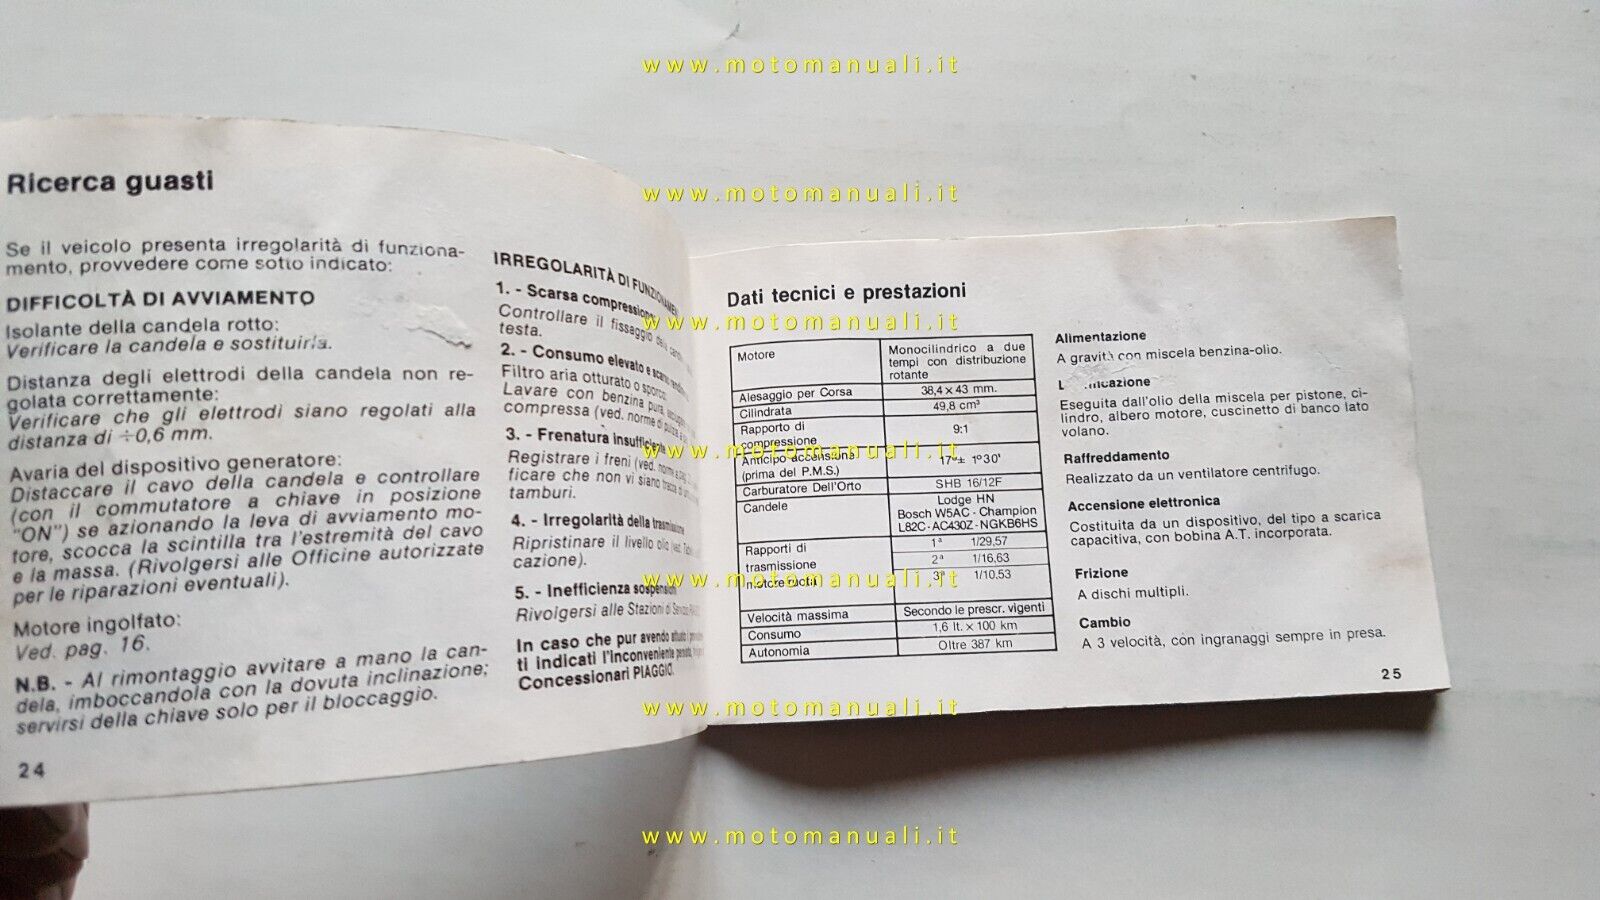 www.motomanuali.it
www.motomanuali.it
www.motomanuali.it
www.motomanuali.it
www.motomanuali.it
www.motomanuali.it
www.motomanuali.it
Ricerca guasti
Se il veicolo presenta irregolarità di funziona-
mento, provvedere come sotto indicato:
DIFFICOLTÀ DI AVVIAMENTO
Isolante della candela rotto:
Verificare la candela e sostituirla.
Distanza degli elettrodi della candela non re-
golata correttamente:
Verificare che gli elettrodi siano regolati alla
distanza di ÷0,6 mm.
Avaria del dispositivo generatore:
Distaccare il cavo della candela e controllare
(con il commutatore a chiave in posizione
"ON") se azionando la leva di avviamento mo-
tore, scocca la scintilla tra l'estremità del cavo
e la massa. (Rivolgersi alle Officine autorizzate
per le riparazioni eventuali).
Motore ingolfato:
Ved. pag. 16.
N.B. - Al rimontaggio avvitare a mano la can-
dela, imboccandola con la dovuta inclinazione;
servirsi della chiave solo per il bloccaggio.
24
IRREGOLARITÀ DI FUNZIONAMEN
1. - Scarsa compressione:
Controllare il fissaggio della
testa.
2. - Consumo elevato e scarso
Filtro aria otturato o sporco:
Lavare con benzina pura,
compressa (ved. norme di
3. - Frenatura insufficiente
Registrare i freni (ved. norme a pag.
ficare che non vi siano tracce di
tamburi.
4. - Irregolarità della trasmissione
Ripristinare il livello olio (ved.
cazione).
5. - Inefficienza sospensioni
Rivolgersi alle Stazioni di Servizio
In caso che pur avendo attuato i
ti indicati l'inconveniente
Concessionari PIAGGIO.
Dati tecnici e prestazioni
Motore Monocilindrico a due
tempi con distribuzione
rotante
Alesaggio per Corsa 38,4 x 43 mm.
Cilindrata 49,8 cm³
Rapporto di
compressione 9:1
Anticipo accensione
(prima del P.M.S.) 17°± 1°30'
Carburatore Dell'Orto SHB 16/12F
Candele Lodge HN
Bosch W5AC - Champion
L82C - AC430Z - NGKB6HS
Rapporti di
trasmissione
motore-ruota
1ª 1/29,57
2ª 1/16,63
3ª 1/10,53
Velocità massima Secondo le prescr. vigenti
Consumo 1,6 lt. x 100 km
Autonomia Oltre 387 km
Alimentazione
A gravità con miscela benzina-olio.
Lubrificazione
Eseguita dall'olio della miscela per pistone, ci-
lindro, albero motore, cuscinetto di banco lato
volano.
Raffreddamento
Realizzato da un ventilatore centrifugo.
Accensione elettronica
Costituita da un dispositivo, del tipo a scarica
capacitiva, con bobina A.T. incorporata.
Frizione
A dischi multipli.
Cambio
A 3 velocità, con ingranaggi sempre in presa.
25